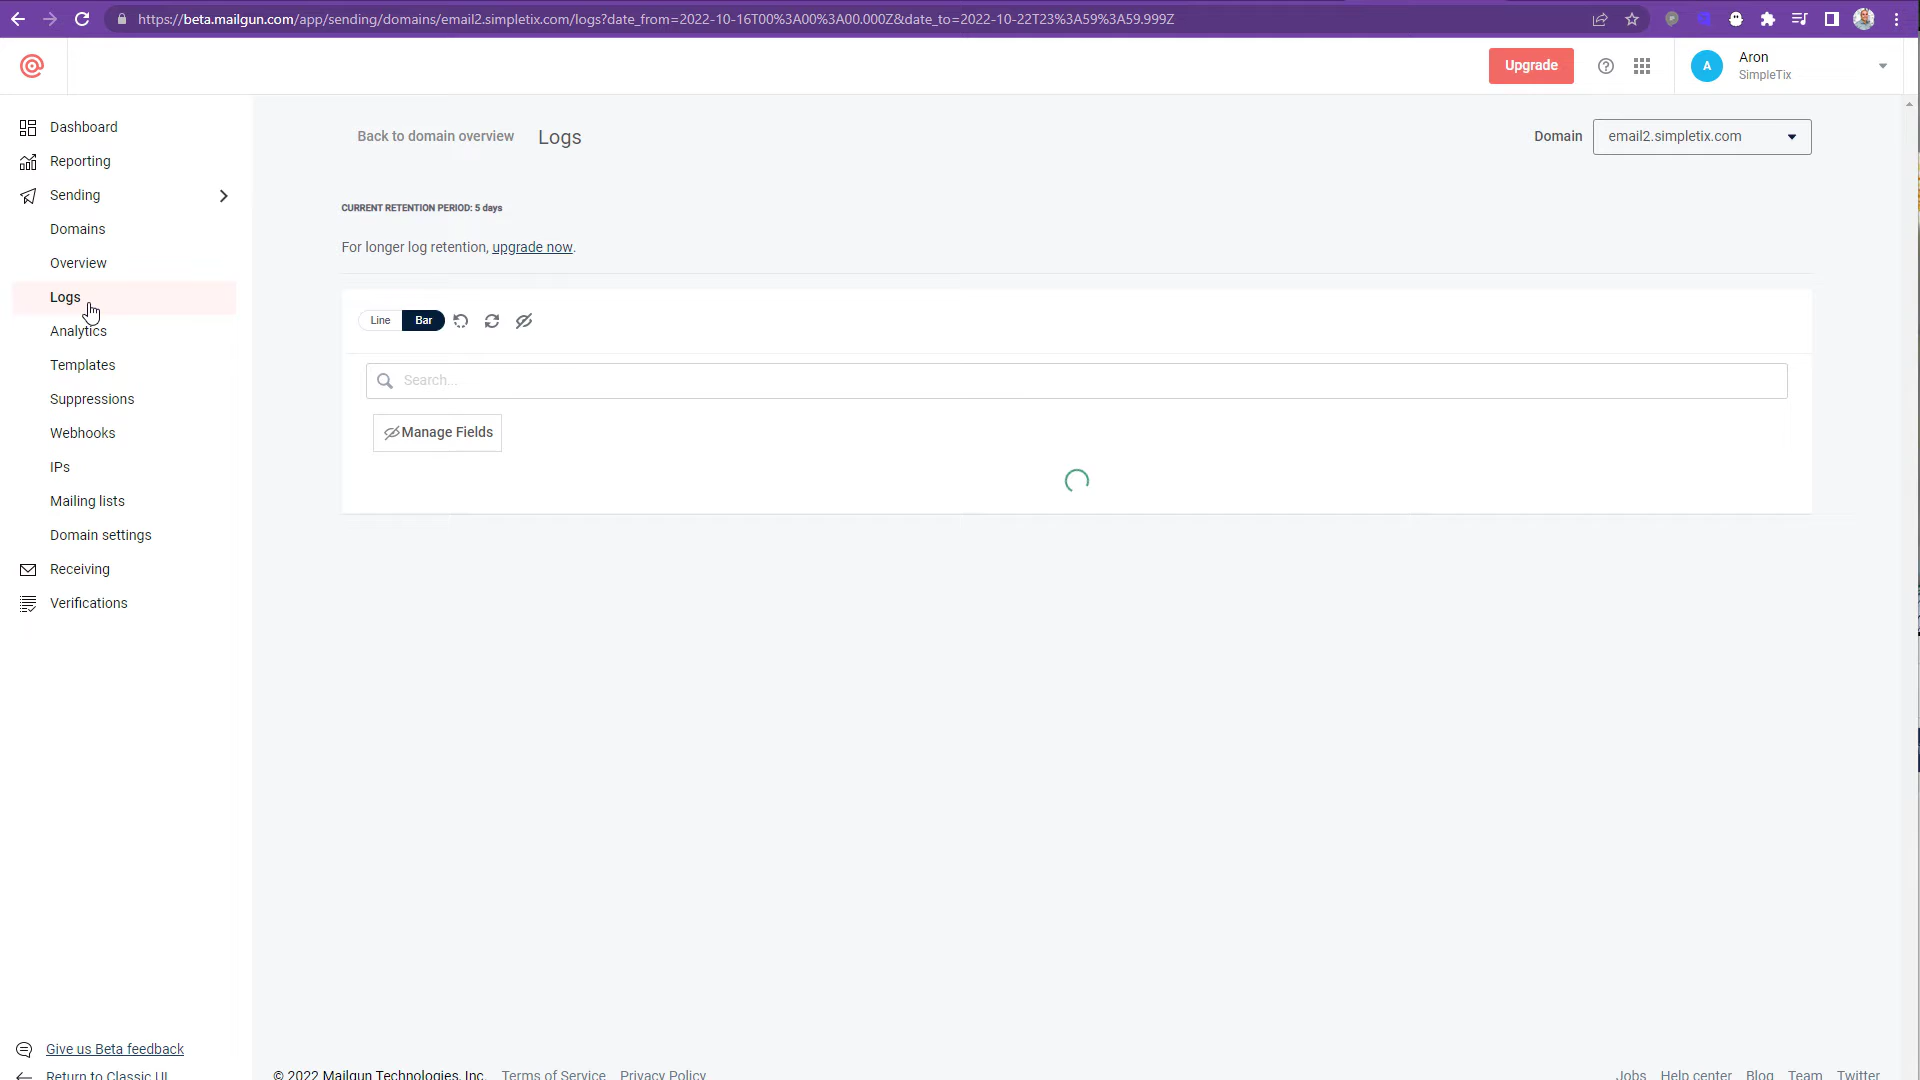 https://beta.mailgun.com/app/sending/domains/email2.simpletix.com/logs?date_from=2022-10-16T00%3A00%3A00.000Z&date_to=2022-10-22T23%3A59%3A59.999Z
Upgrade
A
Aron
SimpleTix
Dashboard
Reporting
Sending
Domains
Overview
Logs
Analytics
Templates
Suppressions
Webhooks
IPs
Mailing lists
Domain settings
Receiving
Verifications
Back to domain overview
Logs
Domain
email2.simpletix.com
CURRENT RETENTION PERIOD: 5 days
For longer log retention, upgrade now.
Line
Bar
Search...
Manage Fields
Give us Beta feedback
Return to Classic UI
© 2022 Mailgun Technologies, Inc.
Terms of Service
Privacy Policy
Jobs
Help center
Blog
Team
Twitter